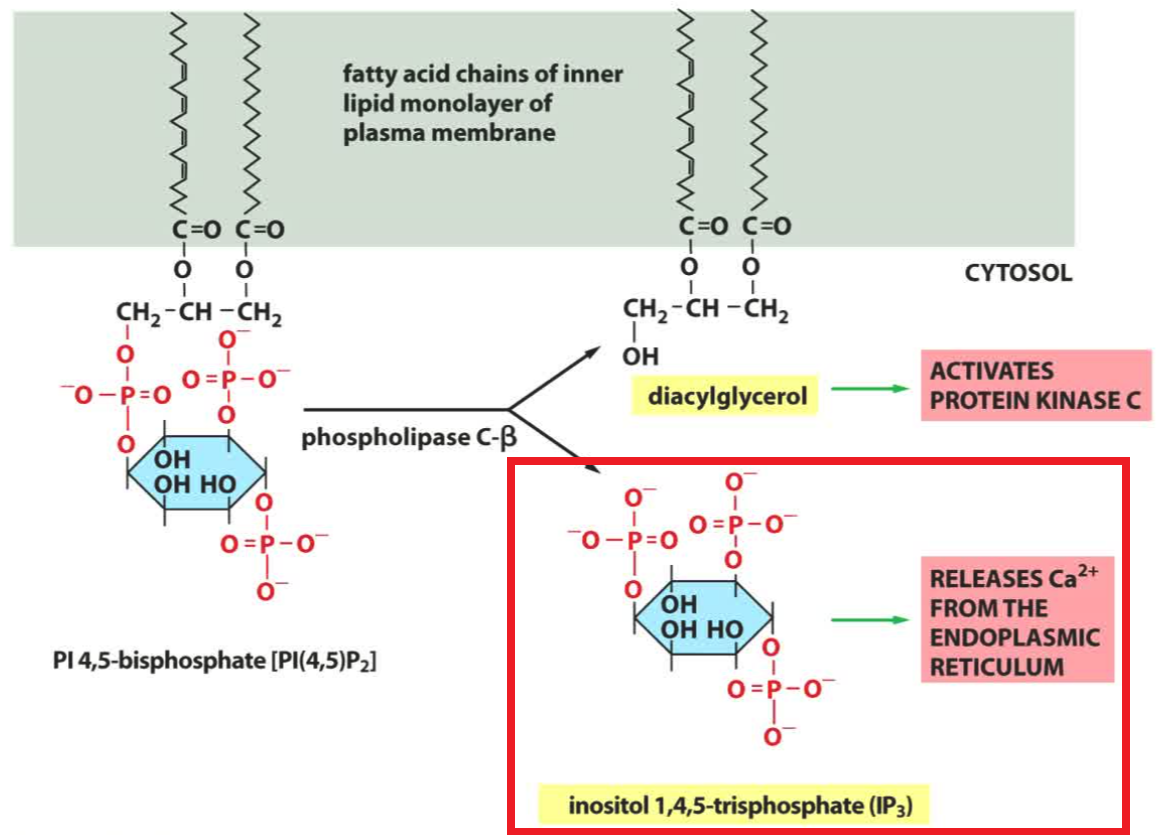 fatty acid chains of inner
lipid monolayer of
plasma membrane
C=O C=O
O O
CH₂-CH-CH₂
O
⁻O-P=O
O
O⁻
O=P-O⁻
O
OH
OH HO
O
O=P-O⁻
O⁻
PI 4,5-bisphosphate [PI(4,5)P₂]
phospholipase C-β
C=O C=O
O O
CH₂-CH-CH₂
OH
CYTOSOL
diacylglycerol
ACTIVATES
PROTEIN KINASE C
O⁻
⁻O-P=O
O
O⁻
O=P-O⁻
O
OH
OH HO
O
O=P-O⁻
O⁻
RELEASES Ca²⁺
FROM THE
ENDOPLASMIC
RETICULUM
inositol 1,4,5-trisphosphate (IP₃)